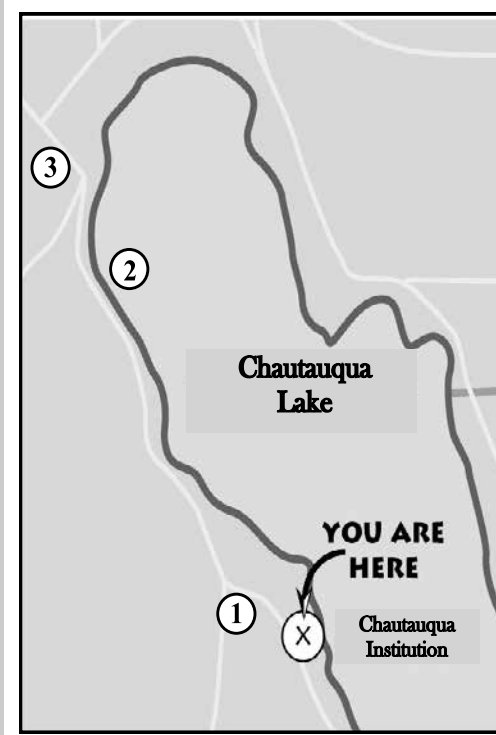 3
2
Chautauqua
Lake
YOU ARE
HERE
1
X
Chautauqua
Institution